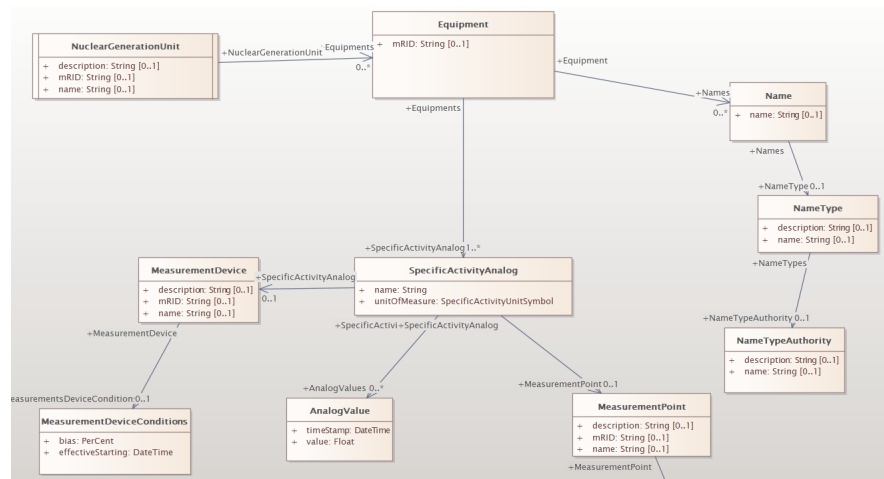 Equipment
+ mRID: String [0..1]
NuclearGenerationUnit
+ description: String [0..1]
+ mRID: String [0..1]
+ name: String [0..1]
+NuclearGenerationUnit
Equipments
0..*
+Equipment
+Names
0..*
Name
+ name: String [0..1]
+Equipments
+Names
+NameType 0..1
NameType
+ description: String [0..1]
+ name: String [0..1]
+NameTypes
+SpecificActivityAnalog 1..*
SpecificActivityAnalog
+ name: String
+ unitOfMeasure: SpecificActivityUnitSymbol
MeasurementDevice
+ description: String [0..1]
+ mRID: String [0..1]
+ name: String [0..1]
+SpecificActivityAnalog
0..1
+MeasurementDevice
+SpecificActivi
+SpecificActivityAnalog
+NameTypeAuthority 0..1
NameTypeAuthority
+ description: String [0..1]
+ name: String [0..1]
+AnalogValues 0..*
+MeasurementPoint 0..1
easurementsDeviceCondition 0..1
MeasurementDeviceConditions
+ bias: PerCent
+ effectiveStarting: DateTime
AnalogValue
+ timeStamp: DateTime
+ value: Float
MeasurementPoint
+ description: String [0..1]
+ mRID: String [0..1]
+ name: String [0..1]
+MeasurementPoint